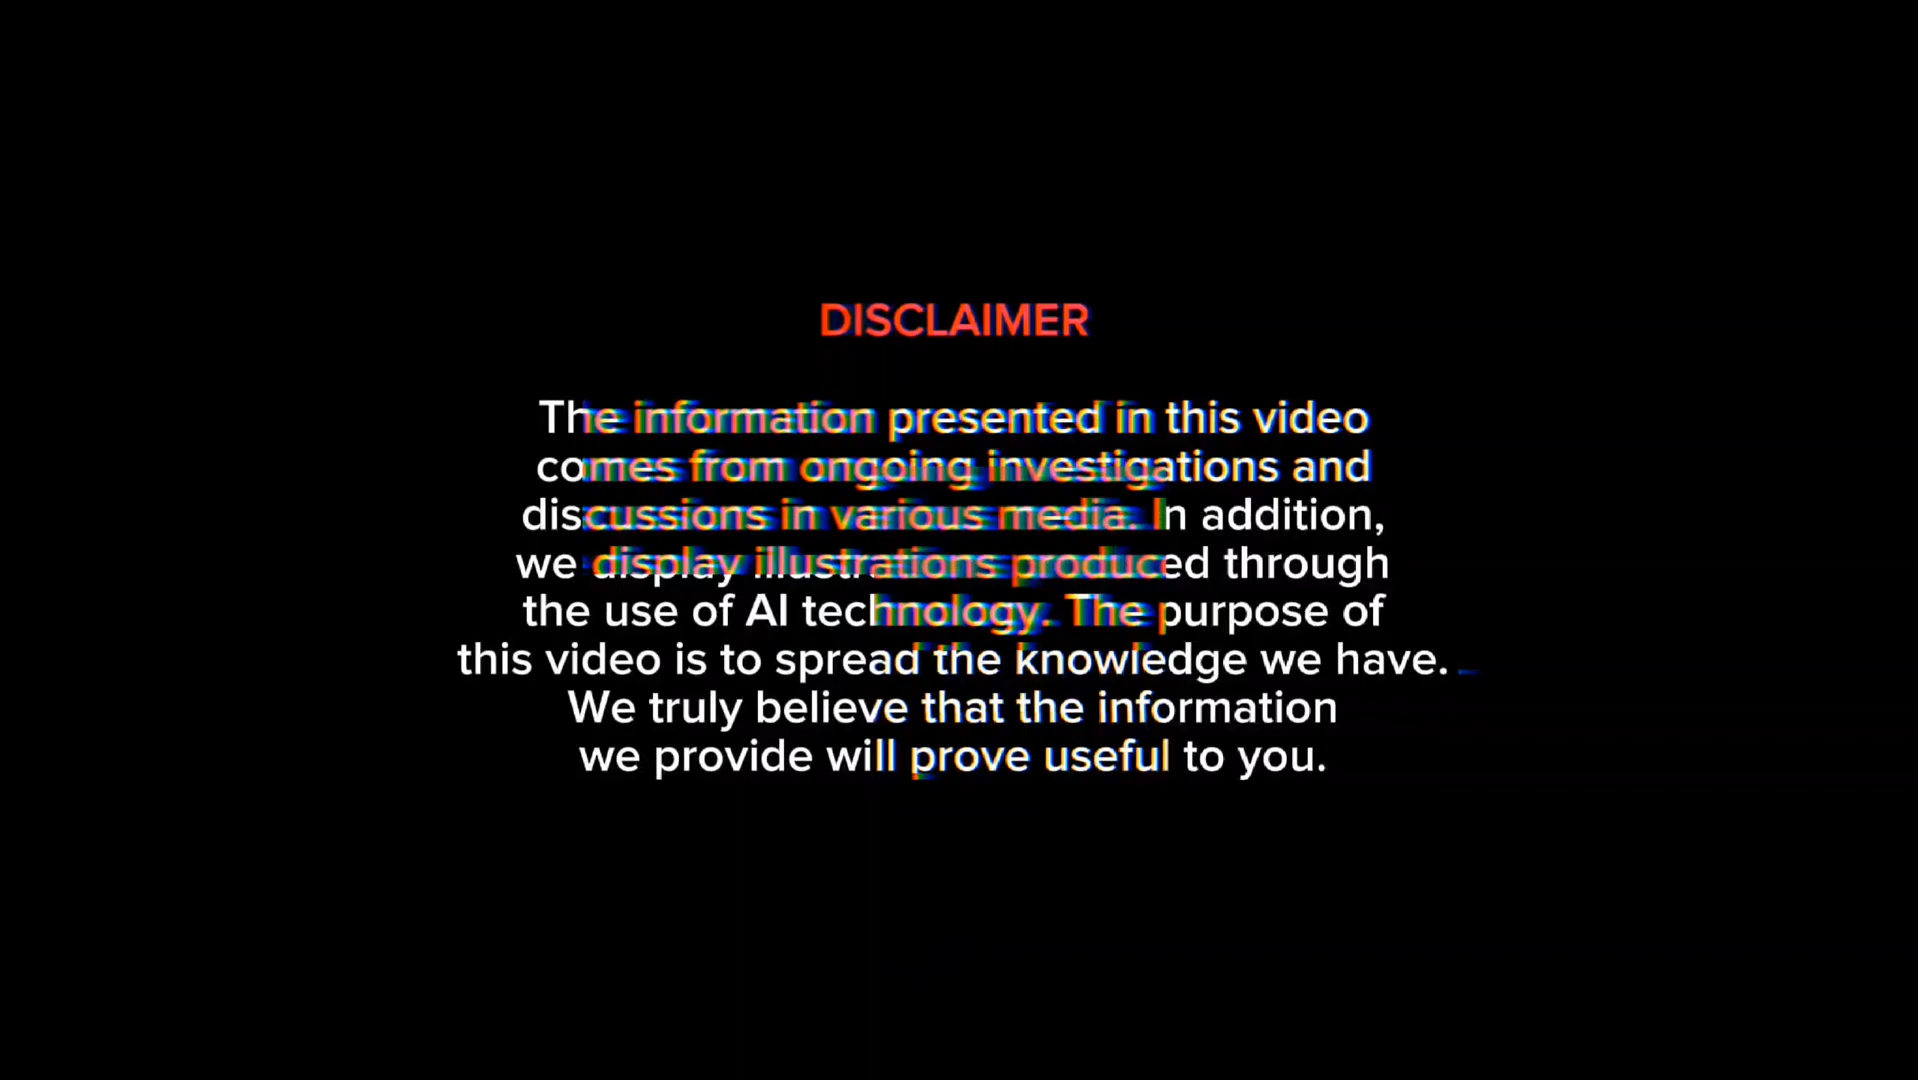 DISCLAIMER
The information presented in this video
comes from ongoing investigations and
discussions in various media. In addition,
we display illustrations produced through
the use of AI technology. The purpose of
this video is to spread the knowledge we have.
We truly believe that the information
we provide will prove useful to you.